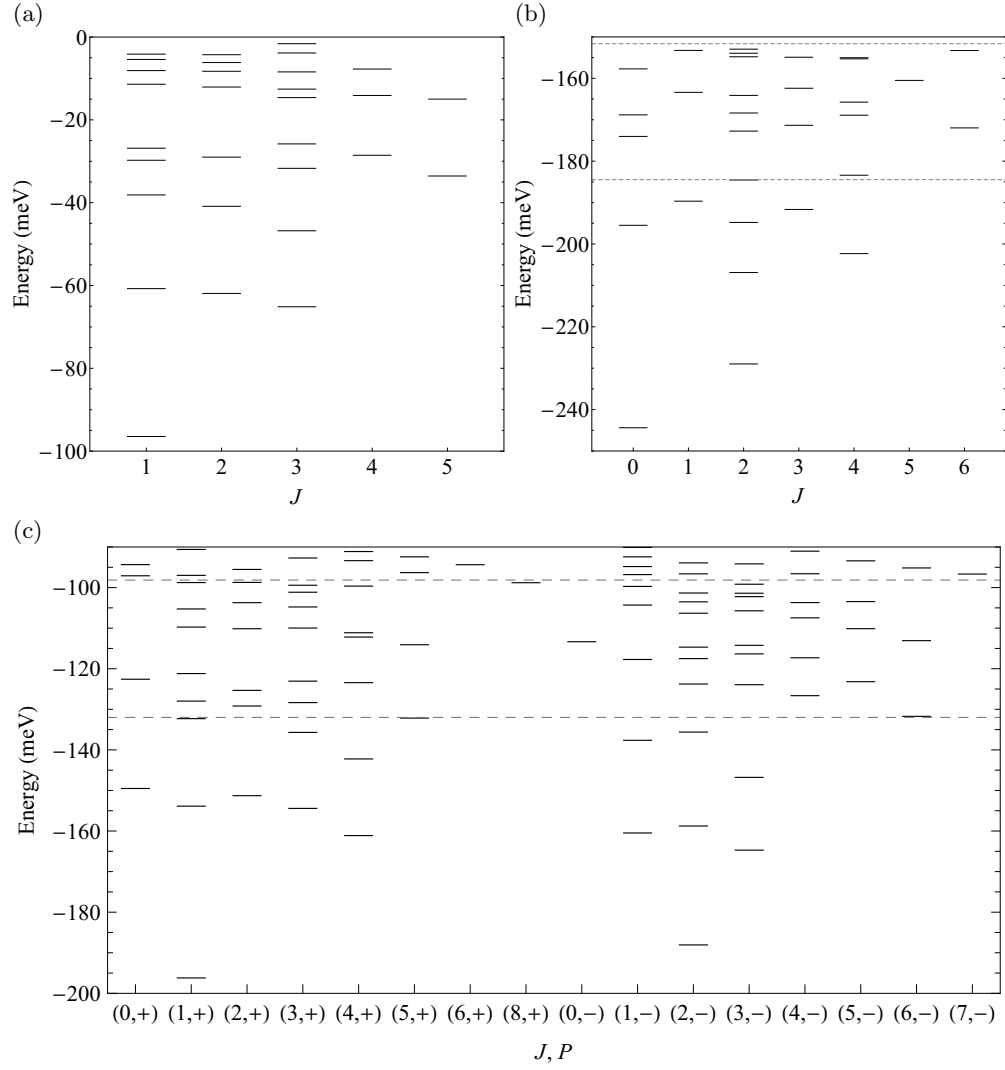 (a)
0
−20
−40
−60
−80
−100
Energy (meV)
1 2 3 4 5
J
(b)
−160
−180
−200
−220
−240
Energy (meV)
0 1 2 3 4 5 6
J
(c)
−100
−120
−140
−160
−180
−200
Energy (meV)
(0,+) (1,+) (2,+) (3,+) (4,+) (5,+) (6,+) (8,+) (0,−) (1,−) (2,−) (3,−) (4,−) (5,−) (6,−) (7,−)
J, P